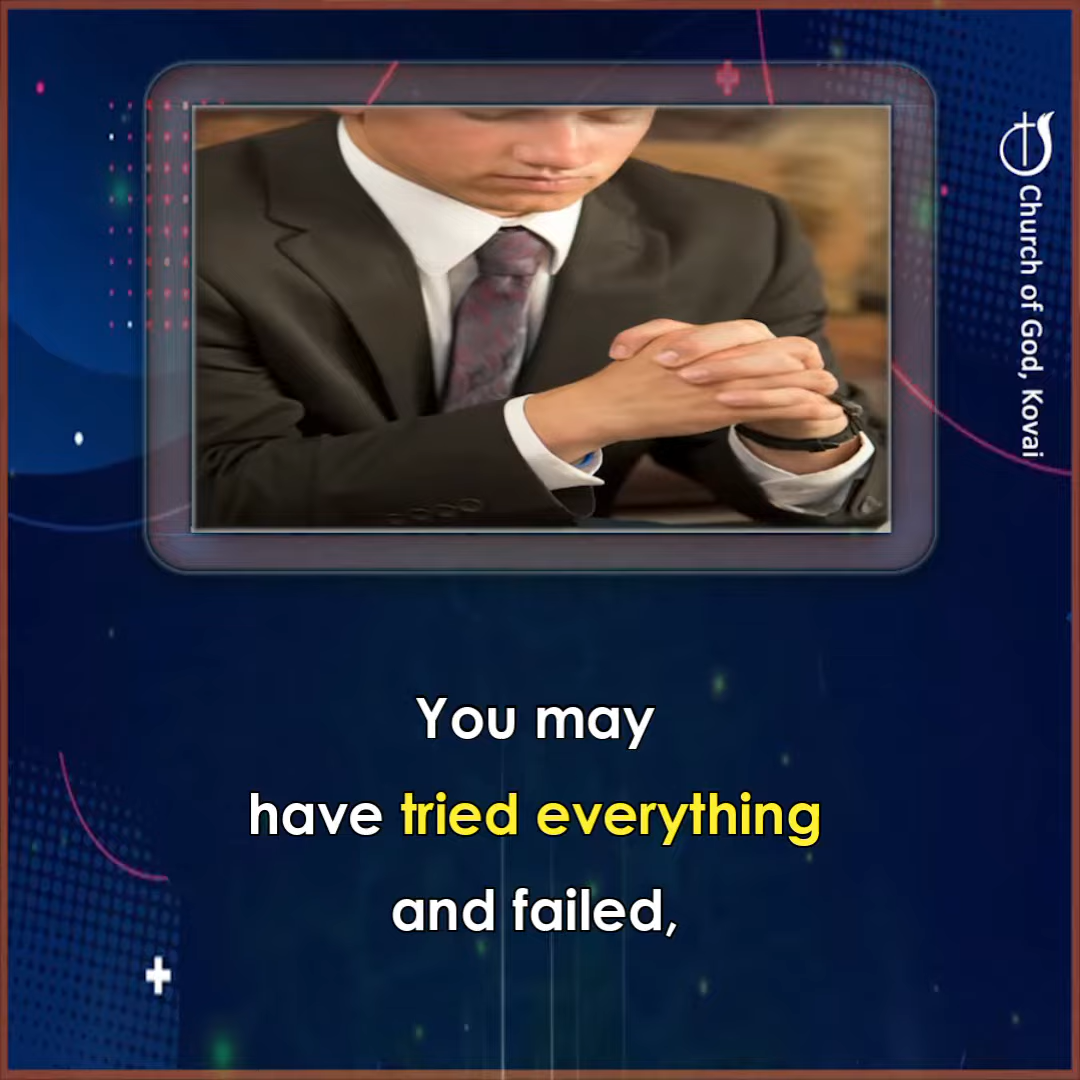 Church of God, Kovai
You may
have tried everything
and failed,